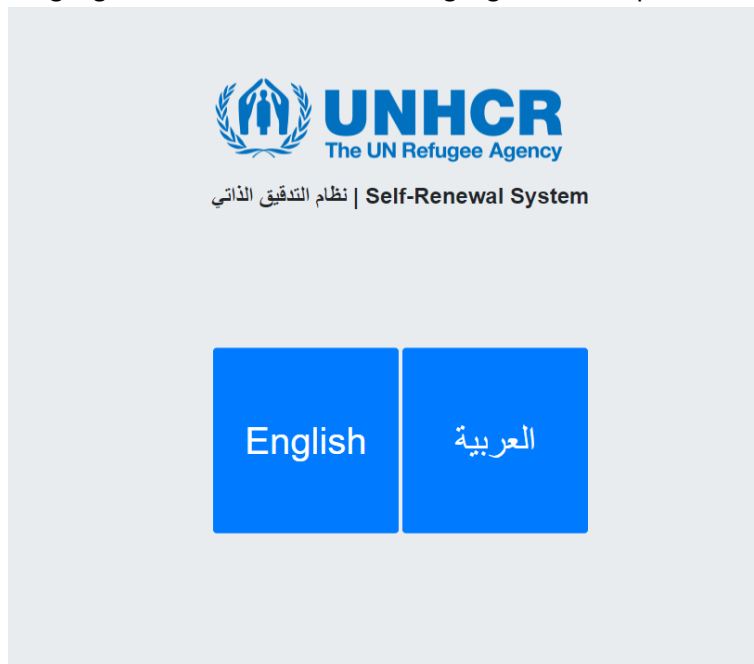 UNHCR
The UN Refugee Agency
نظام التدقيق الذاتي | Self-Renewal System
English
العربية